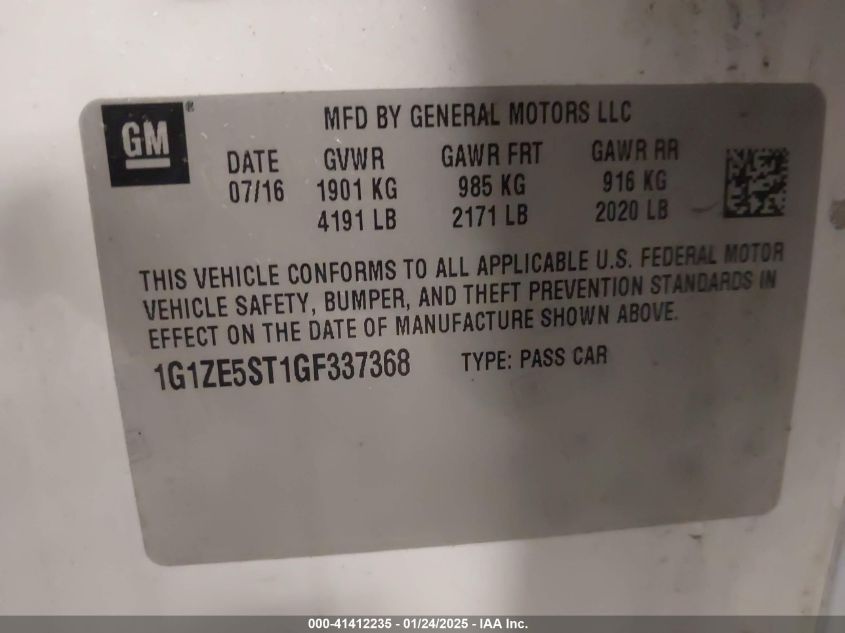 GM®
MFD BY GENERAL MOTORS LLC
DATE GVWR GAWR FRT GAWR RR
07/16 1901 KG 985 KG 916 KG
4191 LB 2171 LB 2020 LB
THIS VEHICLE CONFORMS TO ALL APPLICABLE U.S. FEDERAL MOTOR
VEHICLE SAFETY, BUMPER, AND THEFT PREVENTION STANDARDS IN
EFFECT ON THE DATE OF MANUFACTURE SHOWN ABOVE.
1G1ZE5ST1GF337368 TYPE: PASS CAR
000-41412235 - 01/24/2025 - IAA Inc.